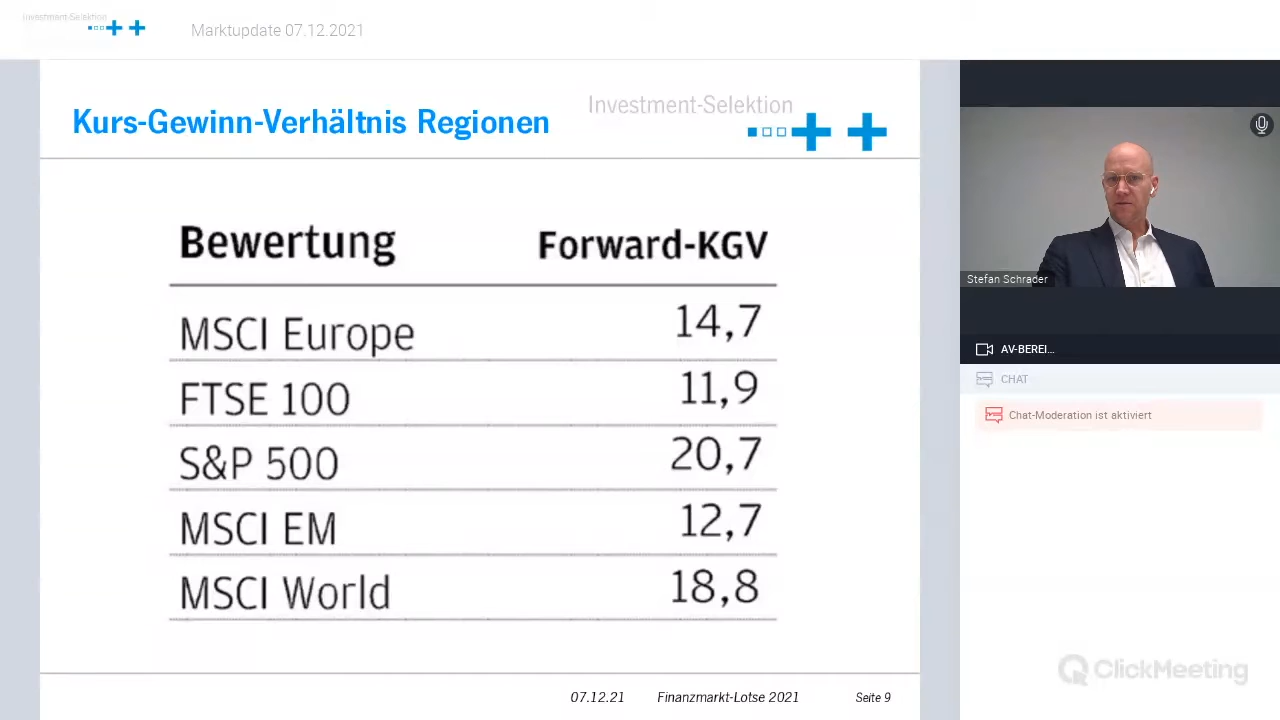 Investment-Selektion
Marktupdate 07.12.2021
Investment-Selektion
Kurs-Gewinn-Verhältnis Regionen
Bewertung Forward-KGV
MSCI Europe 14,7
FTSE 100 11,9
S&P 500 20,7
MSCI EM 12,7
MSCI World 18,8
07.12.21 Finanzmarkt-Lotse 2021 Seite 9
Stefan Schrader
AV-BEREI...
CHAT
Chat-Moderation ist aktiviert
ClickMeeting